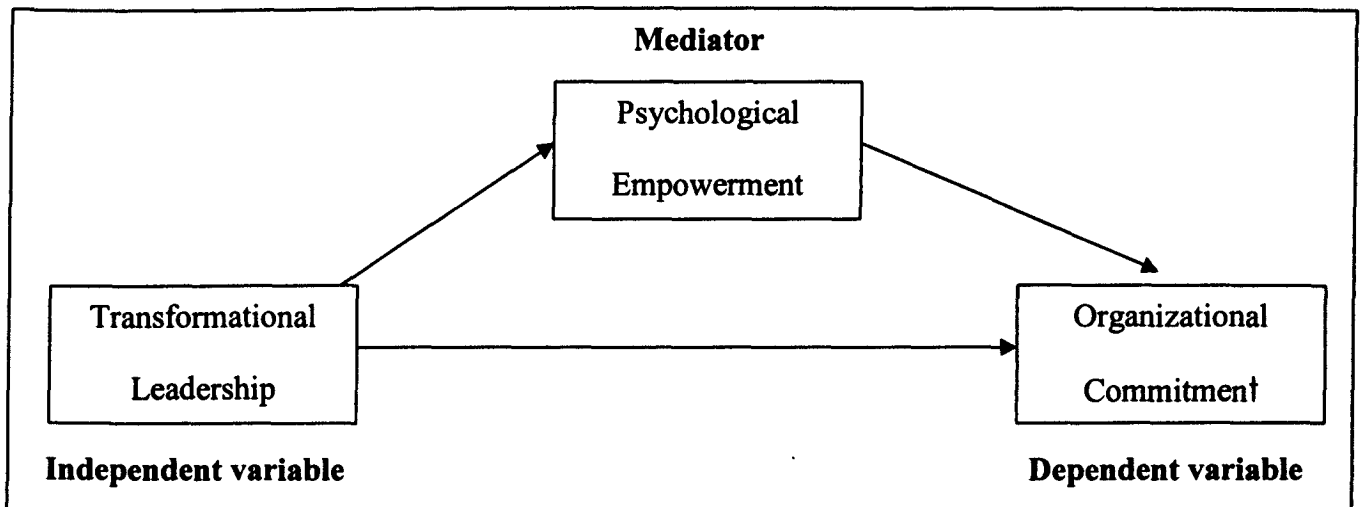 Mediator
Psychological
Empowerment
Transformational
Leadership
Organizational
Commitment†
Independent variable
Dependent variable